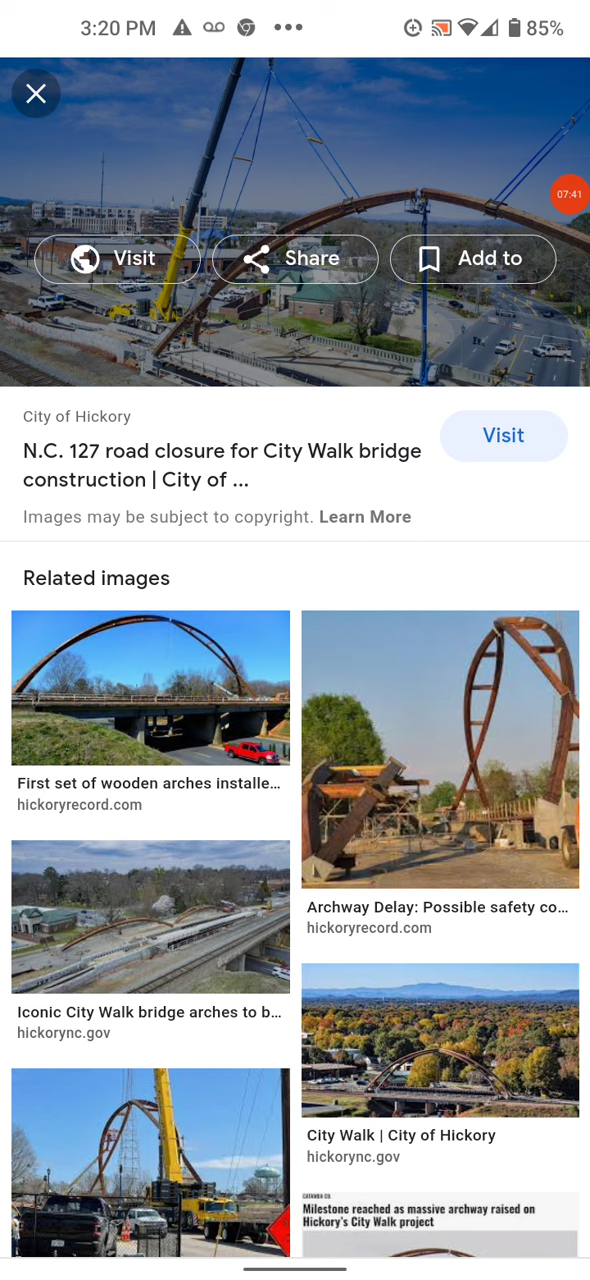 3:20 PM
85%
07:41
Visit
Share
Add to
City of Hickory
N.C. 127 road closure for City Walk bridge
construction | City of ...
Visit
Images may be subject to copyright. Learn More
Related images
First set of wooden arches installe...
hickoryrecord.com
Archway Delay: Possible safety co...
hickoryrecord.com
Iconic City Walk bridge arches to b...
hickorync.gov
City Walk | City of Hickory
hickorync.gov
CATAWBA CO.
Milestone reached as massive archway raised on
Hickory's City Walk project